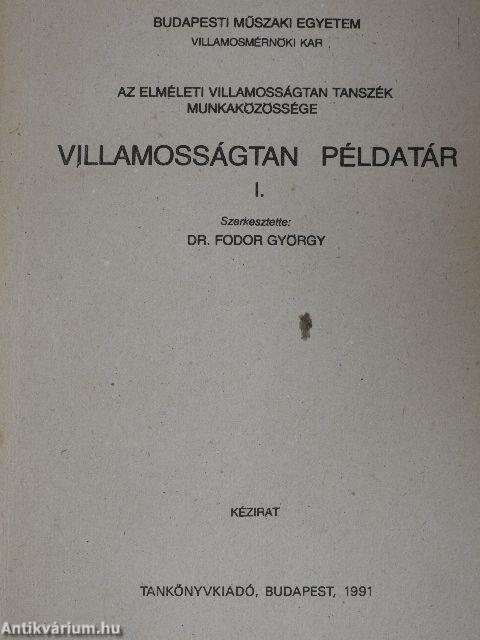 BUDAPESTI MŰSZAKI EGYETEM
VILLAMOSMÉRNÖKI KAR
AZ ELMÉLETI VILLAMOSSÁGTAN TANSZÉK
MUNKAKÖZÖSSÉGE
VILLAMOSSÁGTAN PÉLDATÁR
I.
Szerkesztette:
DR. FODOR GYÖRGY
KÉZIRAT
TANKÖNYVKIADÓ, BUDAPEST, 1991
Antikvárium.hu